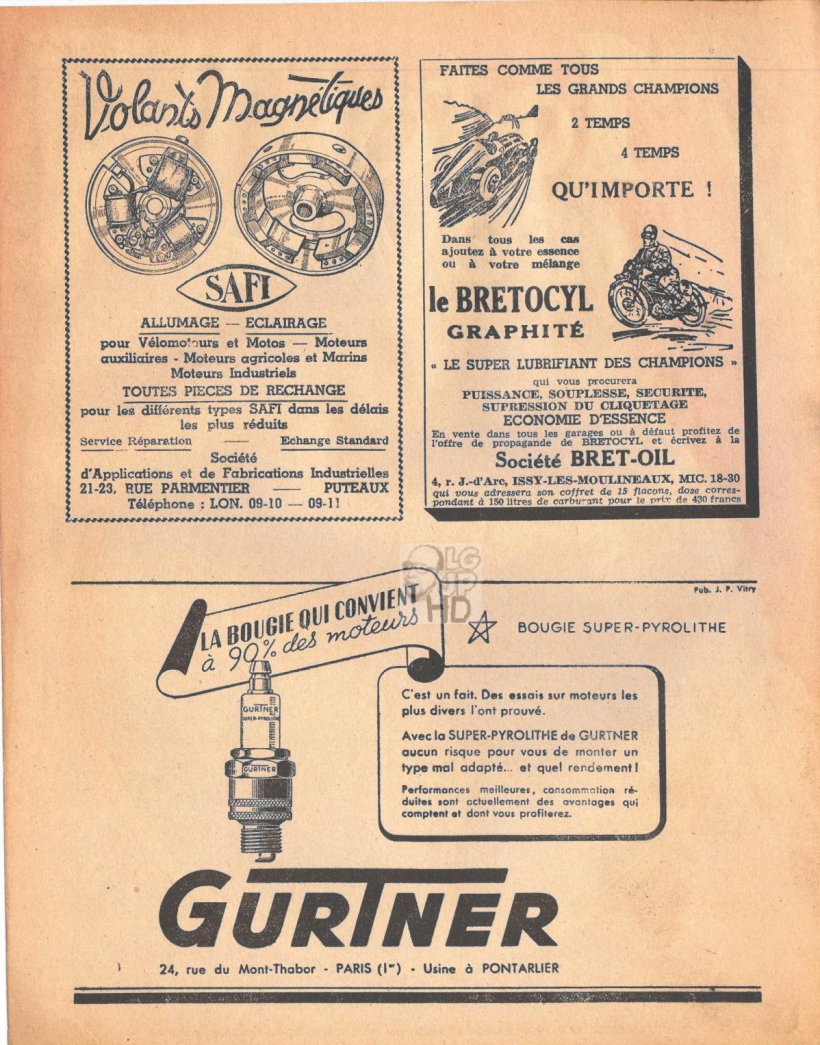 Volants Magnétiques
SAFI
ALLUMAGE — ECLAIRAGE
pour Vélomoteurs et Motos — Moteurs
auxiliaires - Moteurs agricoles et Marins
Moteurs Industriels
TOUTES PIECES DE RECHANGE
pour les différents types SAFI dans les délais
les plus réduits
Service Réparation — Echange Standard
Société
d'Applications et de Fabrications Industrielles
21-23, RUE PARMENTIER — PUTEAUX
Téléphone : LON. 09-10 — 09-11
FAITES COMME TOUS
LES GRANDS CHAMPIONS
2 TEMPS
4 TEMPS
QU'IMPORTE !
Dans tous les cas
ajoutez à votre essence
ou à votre mélange
le BRETOCYL
GRAPHITÉ
« LE SUPER LUBRIFIANT DES CHAMPIONS »
qui vous procurera
PUISSANCE, SOUPLESSE, SECURITE,
SUPRESSION DU CLIQUETAGE
ECONOMIE D'ESSENCE
En vente dans tous les garages ou à défaut profitez de
l'offre de propagande de BRETOCYL et écrivez à la
Société BRET-OIL
4, r. J.-d'Arc, ISSY-LES-MOULINEAUX, MIC. 18-30
qui vous adressera son coffret de 15 flacons, dose corres-
pondant à 150 litres de carburant pour le prix de 430 francs
Pub. J. P. Vitry
OLG
UP
HD
LA BOUGIE QUI CONVIENT
à 90% des moteurs
BOUGIE SUPER-PYROLITHE
GURTNER
SUPER-PYROLITHE
GURTNER
C'est un fait. Des essais sur moteurs les
plus divers l'ont prouvé.
Avec la SUPER-PYROLITHE de GURTNER
aucun risque pour vous de monter un
type mal adapté... et quel rendement !
Performances meilleures, consommation ré-
duites sont actuellement des avantages qui
comptent et dont vous profiterez.
GURTNER
24, rue du Mont-Thabor - PARIS (Ier) - Usine à PONTARLIER